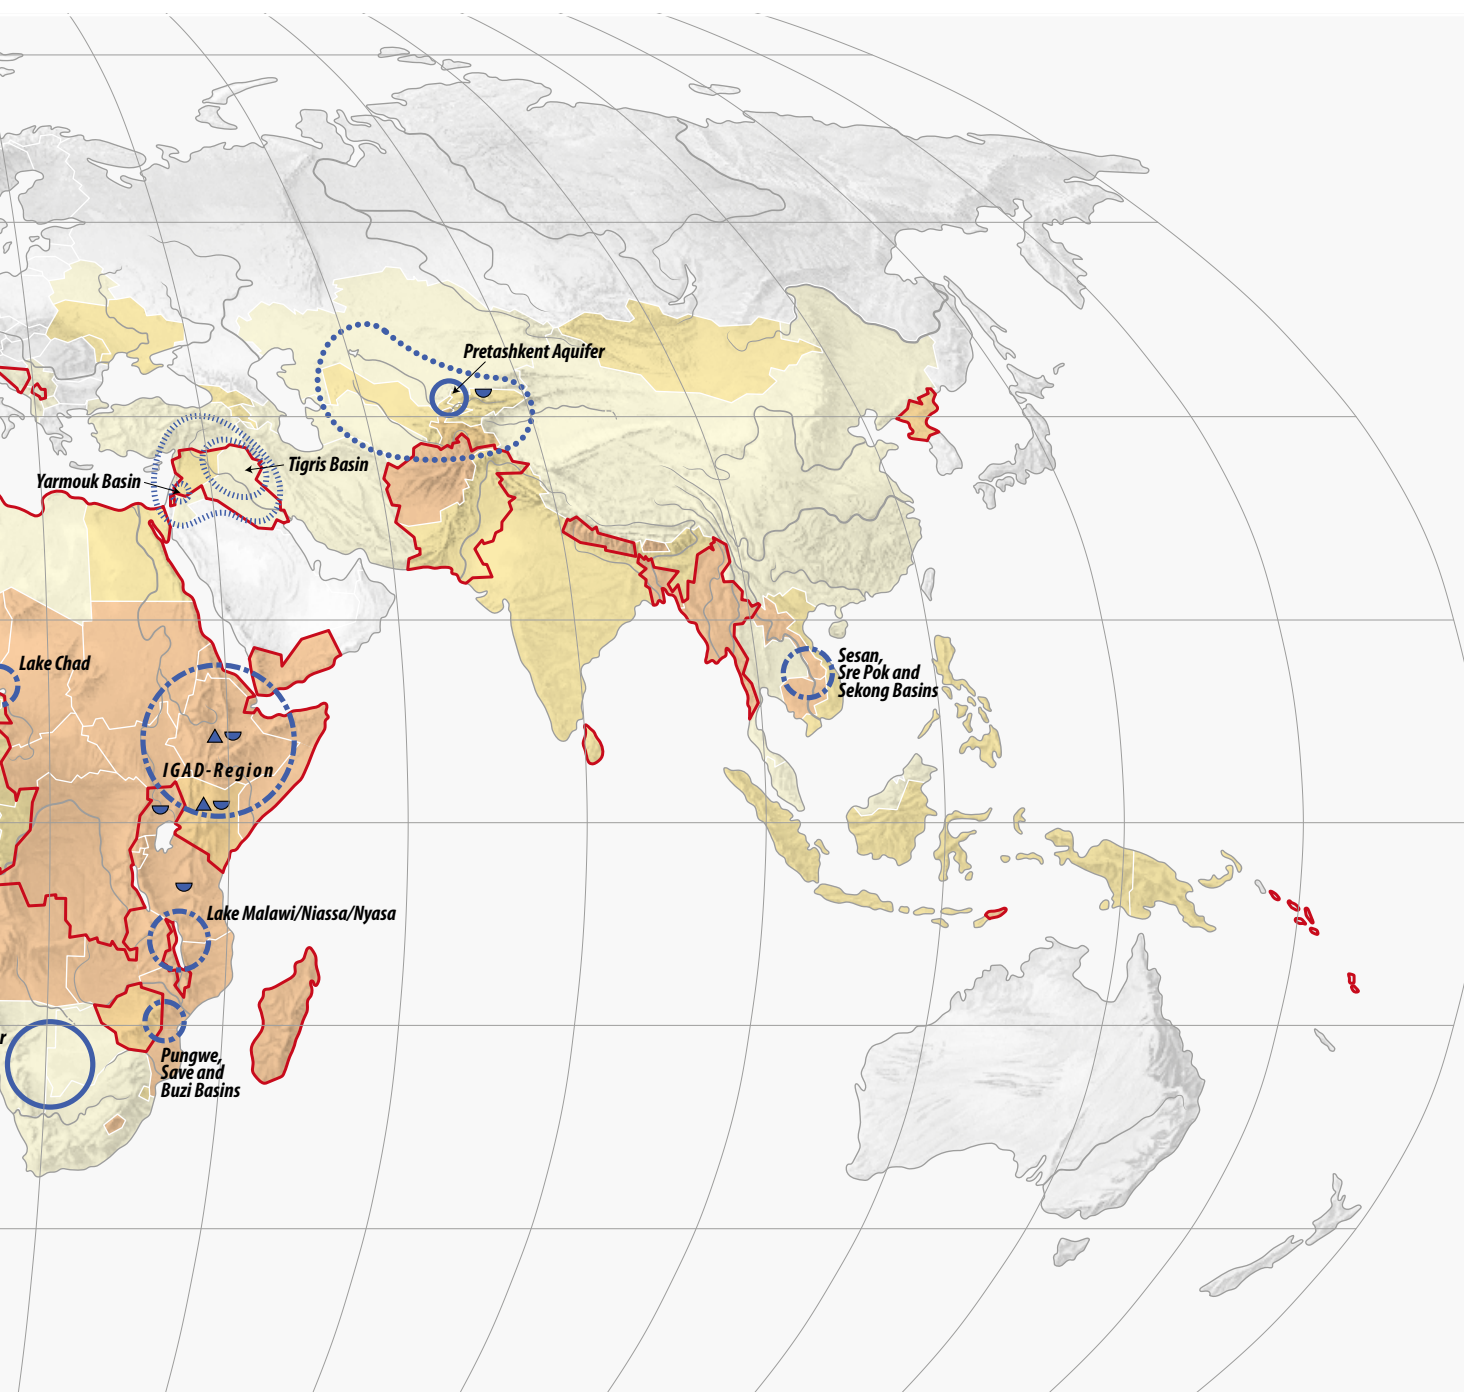 Pretashkent Aquifer
Tigris Basin
Yarmouk Basin
Lake Chad
Sesan,
Sre Pok and
Sekong Basins
IGAD-Region
Lake Malawi/Niassa/Nyasa
r
Pungwe,
Save and
Buzi Basins